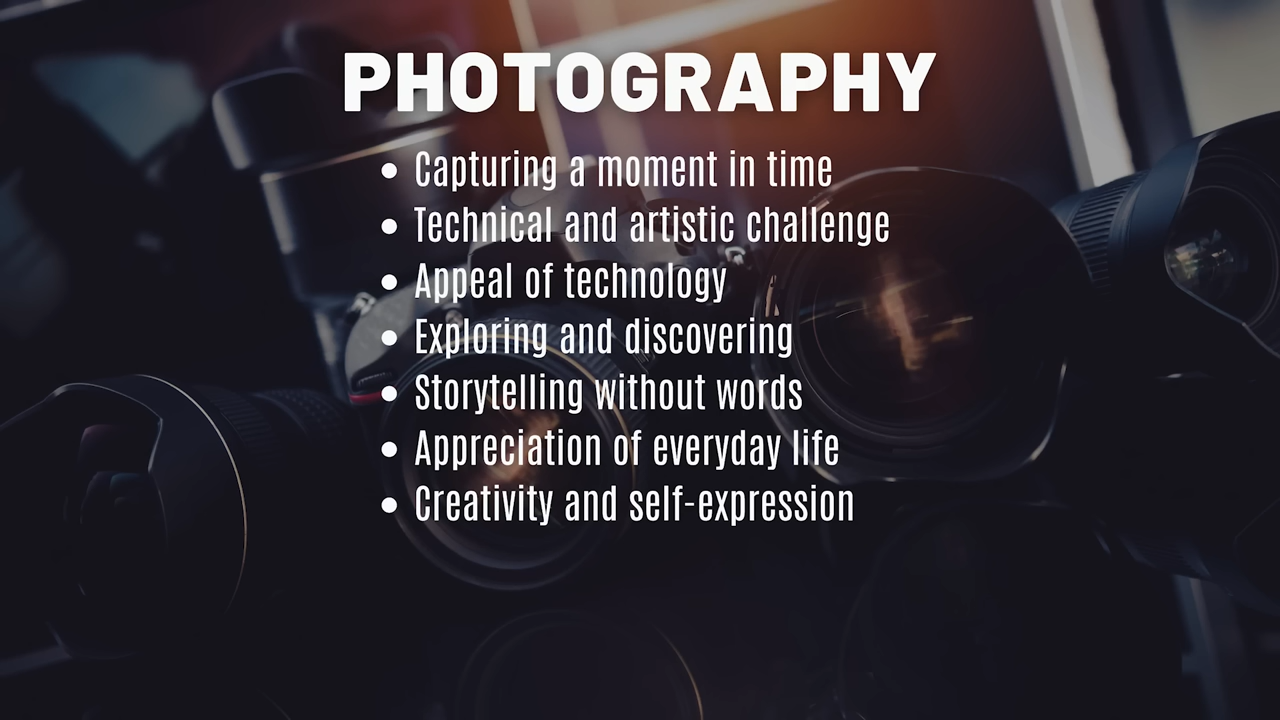 PHOTOGRAPHY
• Capturing a moment in time
• Technical and artistic challenge
• Appeal of technology
• Exploring and discovering
• Storytelling without words
• Appreciation of everyday life
• Creativity and self-expression